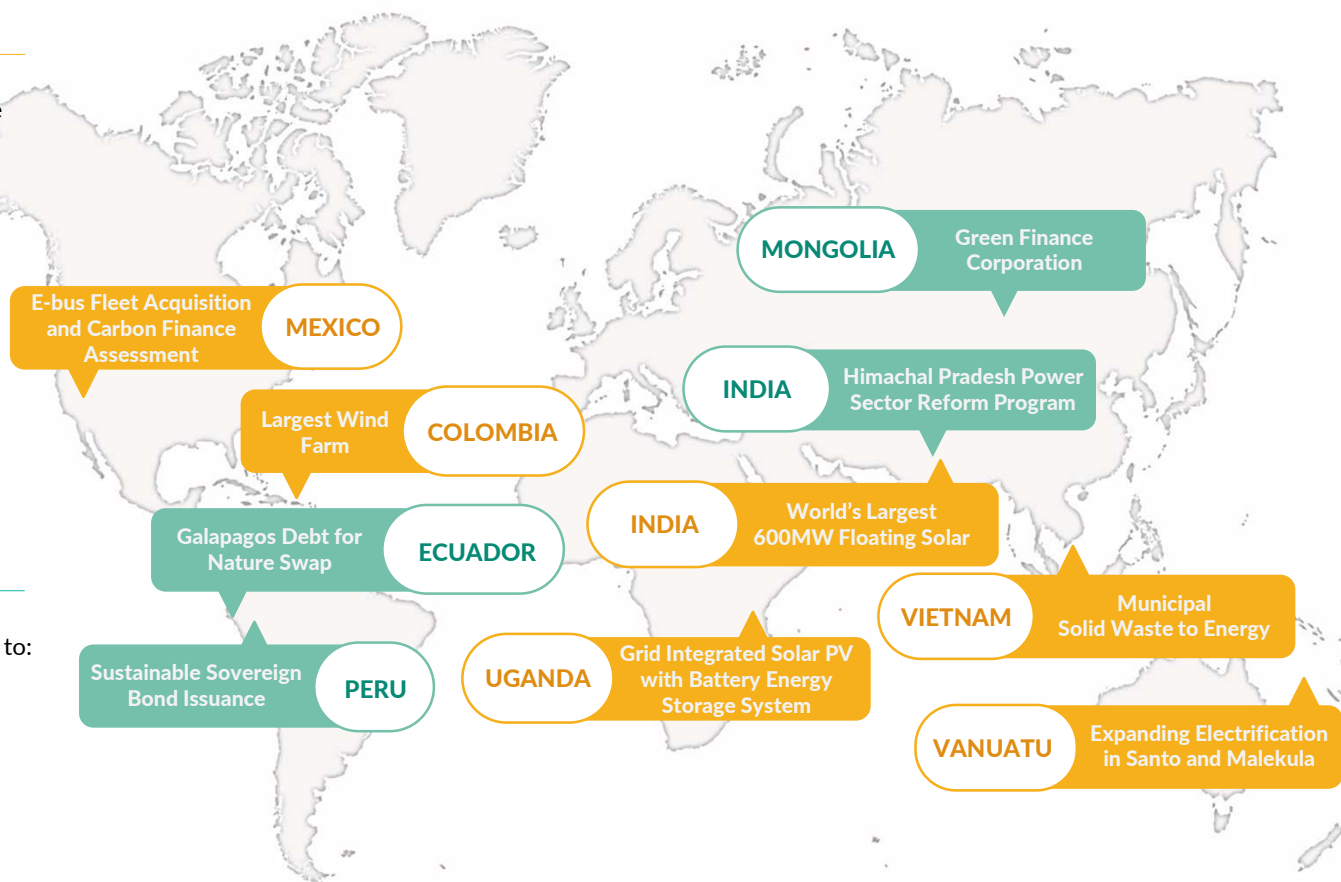 MONGOLIA
Green Finance
Corporation
E-bus Fleet Acquisition
and Carbon Finance
Assessment
MEXICO
INDIA
Himachal Pradesh Power
Sector Reform Program
Largest Wind
Farm
COLOMBIA
INDIA
World’s Largest
600MW Floating Solar
Galapagos Debt for
Nature Swap
ECUADOR
VIETNAM
Municipal
Solid Waste to Energy
to:
Sustainable Sovereign
Bond Issuance
PERU
UGANDA
Grid Integrated Solar PV
with Battery Energy
Storage System
VANUATU
Expanding Electrification
in Santo and Malekula